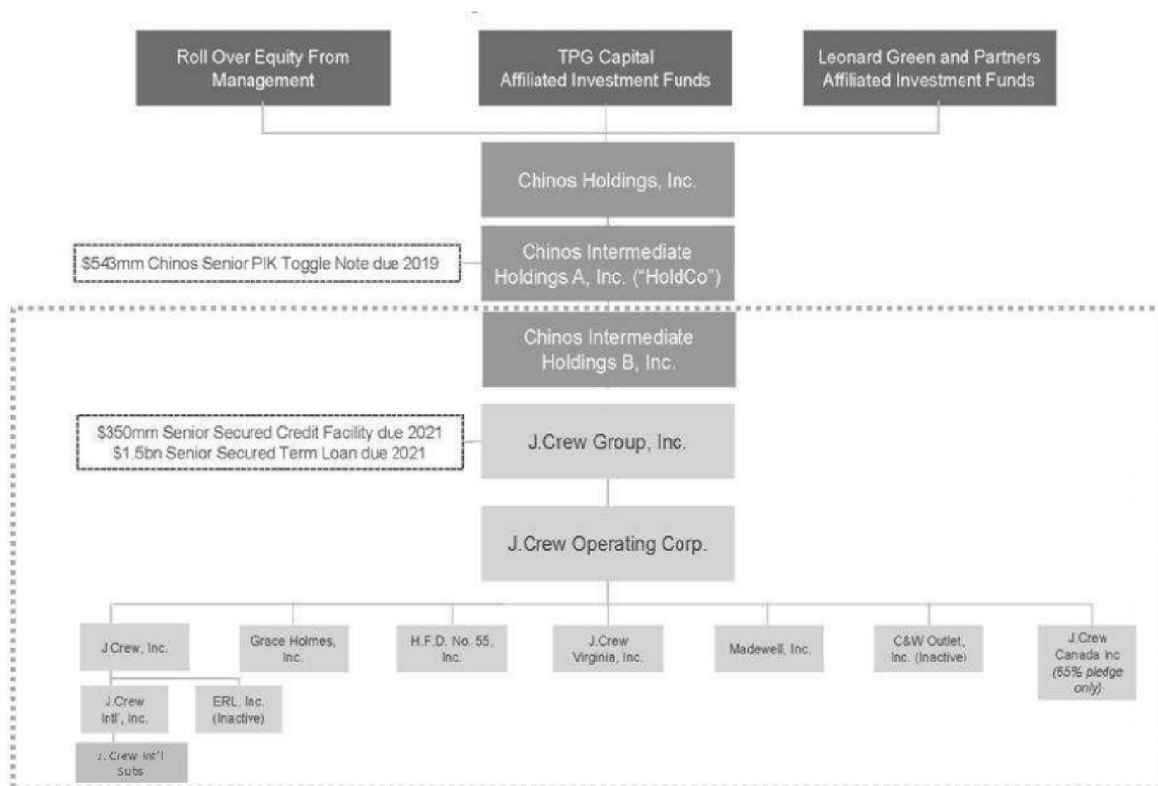 Roll Over Equity From
Management
TPG Capital
Affiliated Investment Funds
Leonard Green and Partners
Affiliated Investment Funds
Chinos Holdings, Inc.
$543mm Chinos Senior PIK Toggle Note due 2019
Chinos Intermediate
Holdings A, Inc. ("HoldCo")
Chinos Intermediate
Holdings B, Inc.
$350mm Senior Secured Credit Facility due 2021
$1.5bn Senior Secured Term Loan due 2021
J.Crew Group, Inc.
J.Crew Operating Corp.
J.Crew, Inc.
Grace Holmes,
Inc.
H.F.D. No. 55,
Inc.
J.Crew
Virginia, Inc.
Madewell, Inc.
C&W Outlet,
Inc. (Inactive)
J.Crew
Canada Inc
(65% pledge
only)
J.Crew
Intl', Inc.
ERL, Inc.
(Inactive)
J. Crew Int'l
Subs